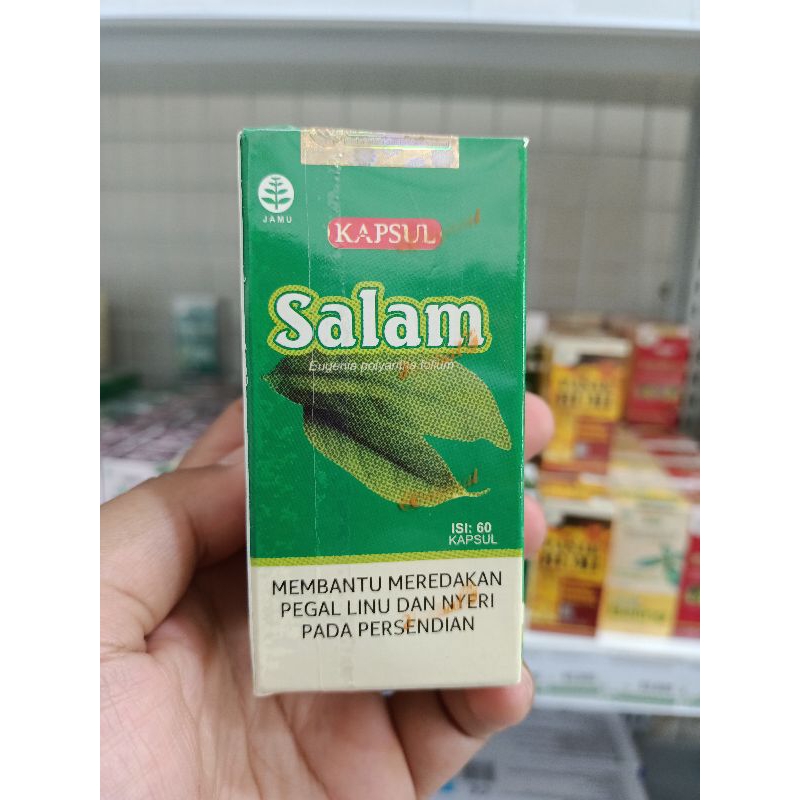 JAMU
KAPSUL
Salam
Eugenia polyantha folium
ISI: 60
KAPSUL
MEMBANTU MEREDAKAN
PEGAL LINU DAN NYERI
PADA PERSENDIAN